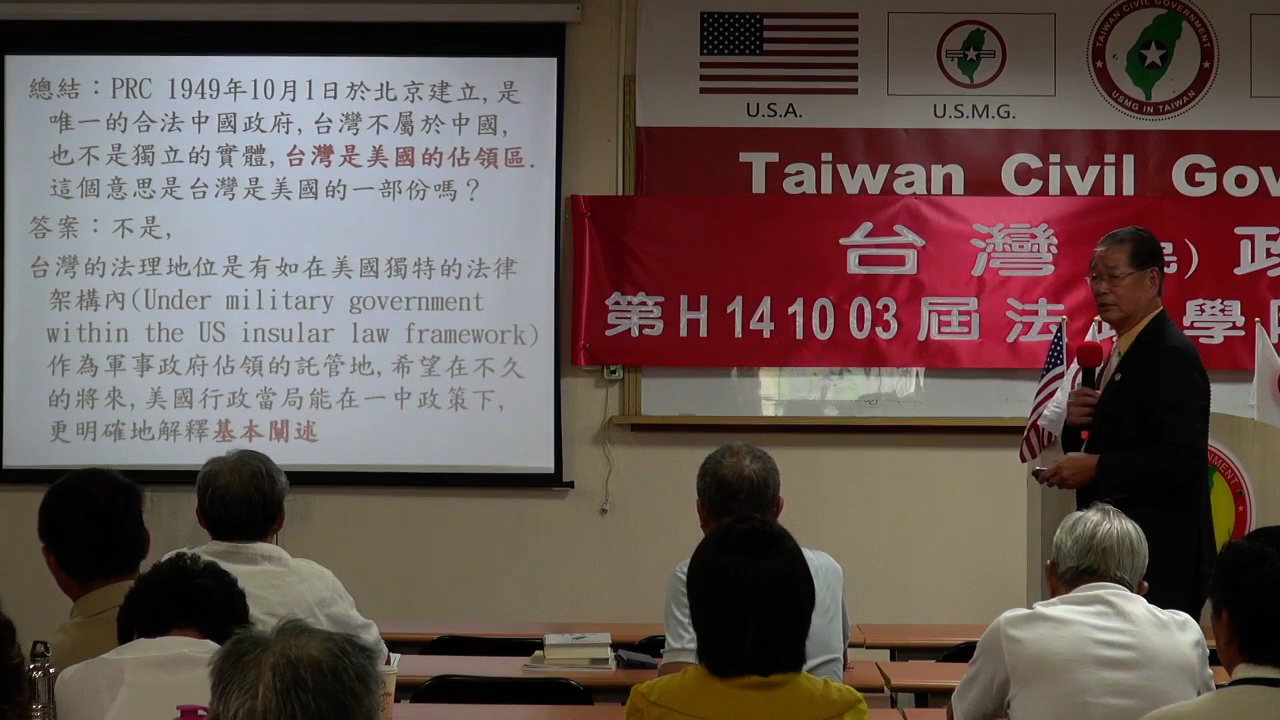 總結：PRC 1949年10月1日於北京建立,是
唯一的合法中國政府,台灣不屬於中國,
也不是獨立的實體,台灣是美國的佔領區.
這個意思是台灣是美國的一部份嗎？
答案：不是,
台灣的法理地位是有如在美國獨特的法律
架構內(Under military government
within the US insular law framework)
作為軍事政府佔領的託管地,希望在不久
的將來,美國行政當局能在一中政策下,
更明確地解釋基本闡述
U.S.A.
U.S.M.G.
TAIWAN CIVIL GOVERNMENT
USMG IN TAIWAN
Taiwan Civil Gov
台灣 民）政
第H 14 10 03 屆 法 學